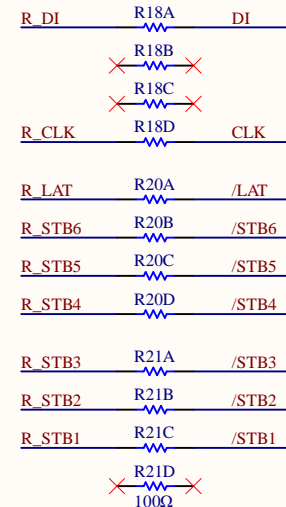 R_DI R18A DI
R18B
R18C
R_CLK R18D CLK
R_LAT R20A /LAT
R_STB6 R20B /STB6
R_STB5 R20C /STB5
R_STB4 R20D /STB4
R_STB3 R21A /STB3
R_STB2 R21B /STB2
R_STB1 R21C /STB1
R21D
100Ω